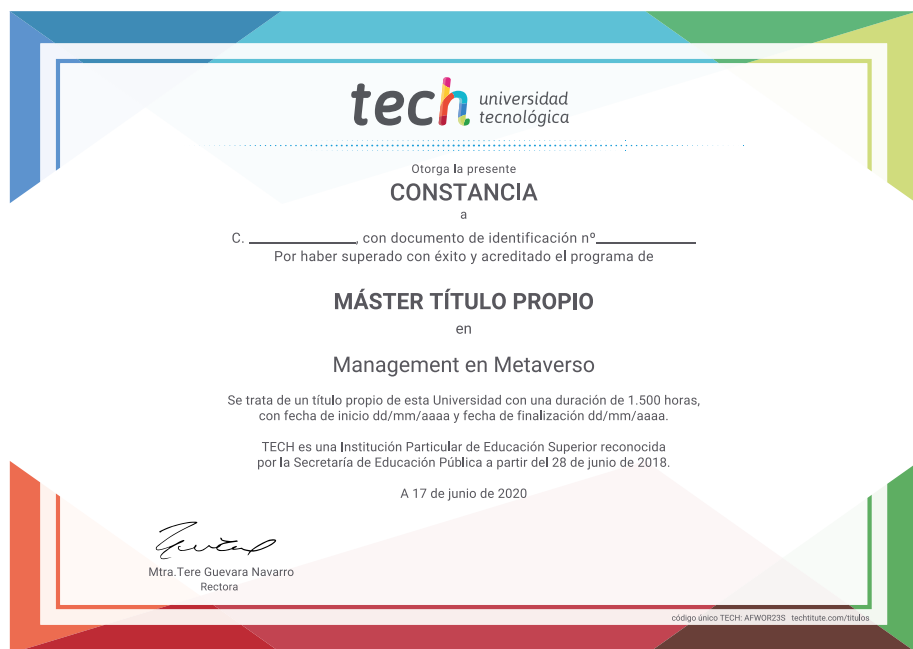 tech universidad
tecnológica
Otorga la presente
CONSTANCIA
a
C. ______________, con documento de identificación nº_____________
Por haber superado con éxito y acreditado el programa de
MÁSTER TÍTULO PROPIO
en
Management en Metaverso
Se trata de un título propio de esta Universidad con una duración de 1.500 horas,
con fecha de inicio dd/mm/aaaa y fecha de finalización dd/mm/aaaa.
TECH es una Institución Particular de Educación Superior reconocida
por la Secretaría de Educación Pública a partir del 28 de junio de 2018.
A 17 de junio de 2020
Mtra.Tere Guevara Navarro
Rectora
código único TECH: AFWOR23S techtitute.com/titulos